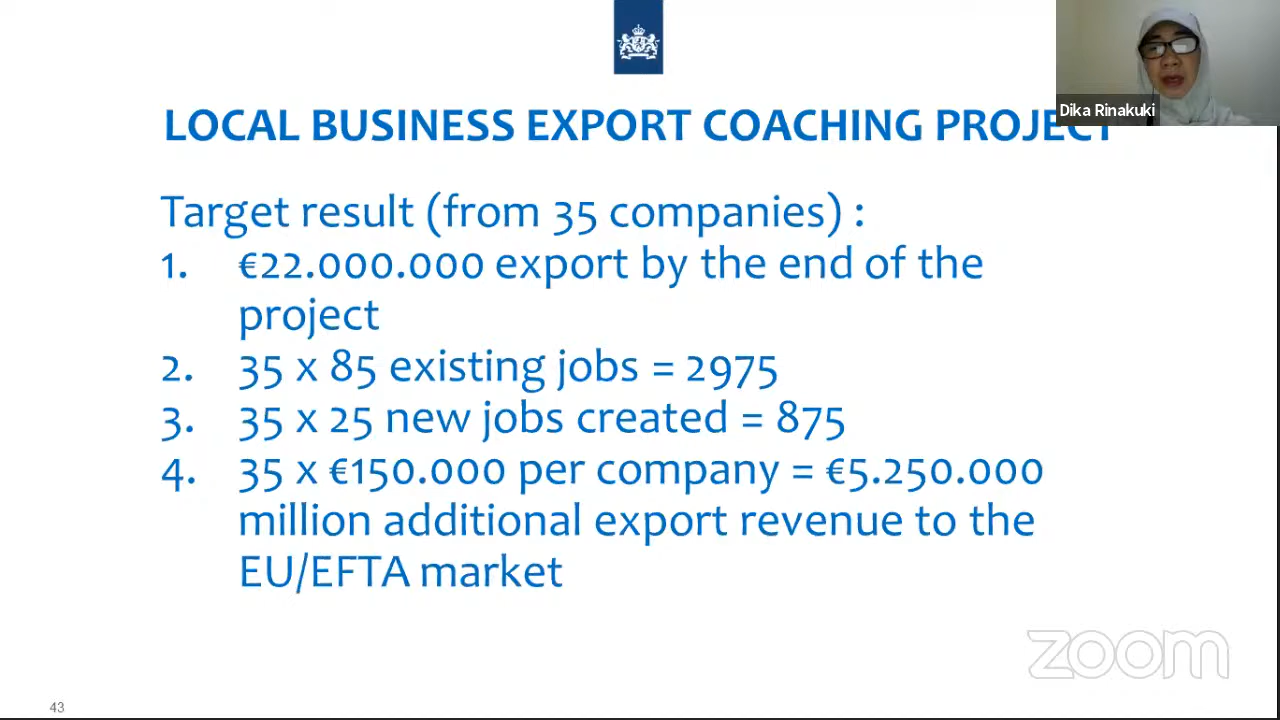 LOCAL BUSINESS EXPORT COACHING PROJECT
Dika Rinakuki
Target result (from 35 companies) :
1. €22.000.000 export by the end of the
project
2. 35 x 85 existing jobs = 2975
3. 35 x 25 new jobs created = 875
4. 35 x €150.000 per company = €5.250.000
million additional export revenue to the
EU/EFTA market
zoom
43